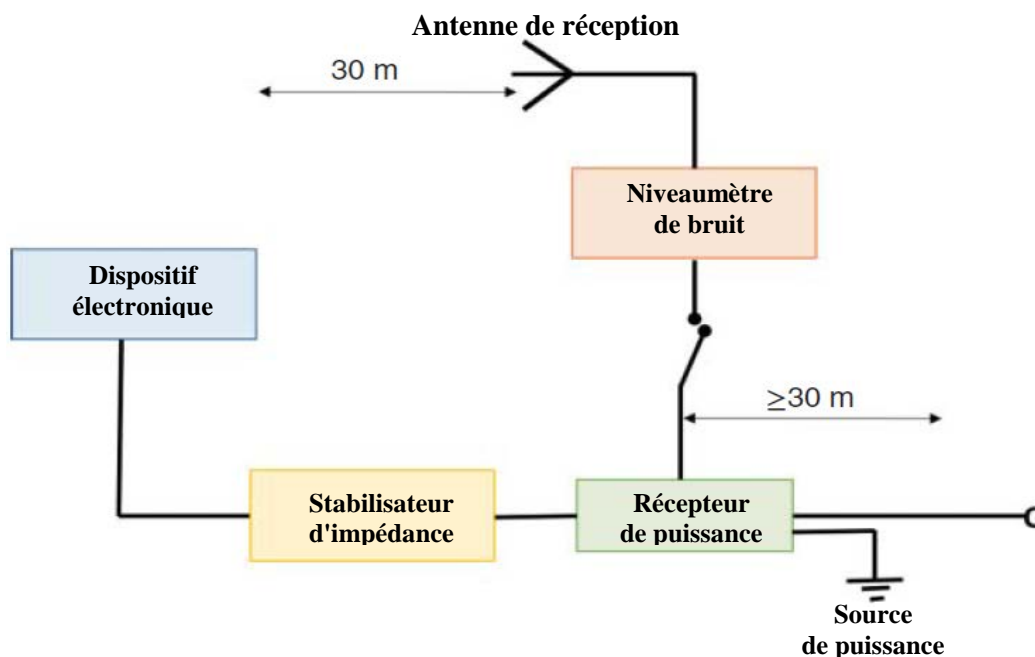 Antenne de réception
30 m
Niveaumètre
de bruit
Dispositif
électronique
≥30 m
Stabilisateur
d'impédance
Récepteur
de puissance
Source
de puissance